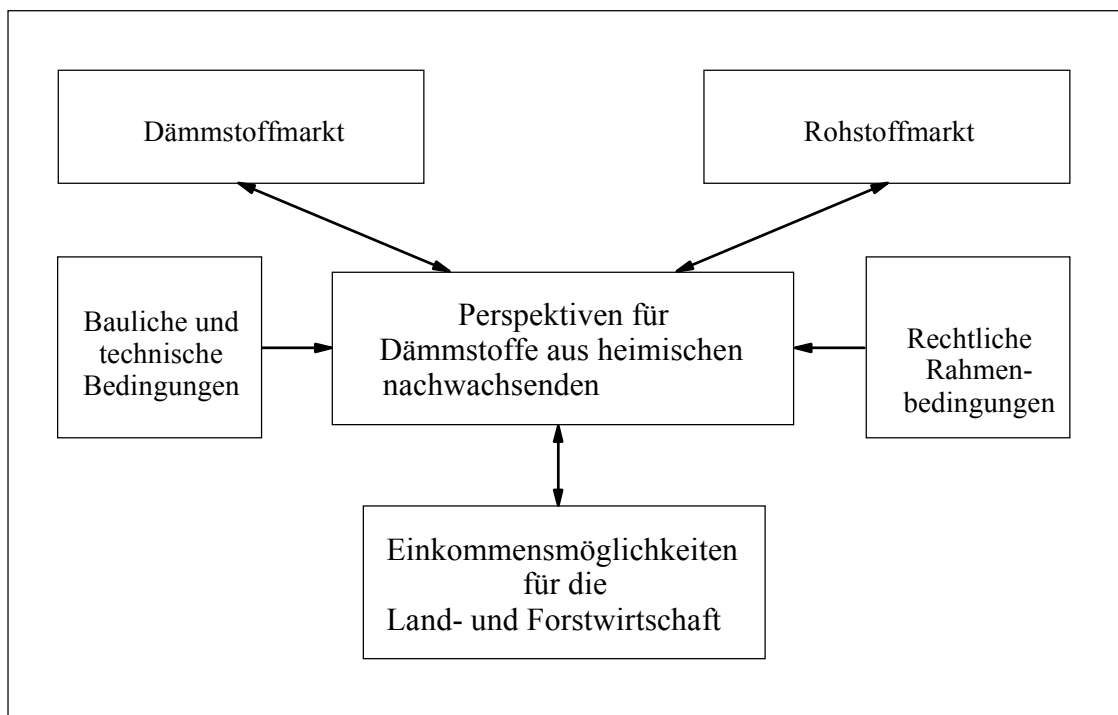 Dämmstoffmarkt
Rohstoffmarkt
Bauliche und
technische
Bedingungen
Perspektiven für
Dämmstoffe aus heimischen
nachwachsenden
Rechtliche
Rahmen-
bedingungen
Einkommensmöglichkeiten
für die
Land- und Forstwirtschaft